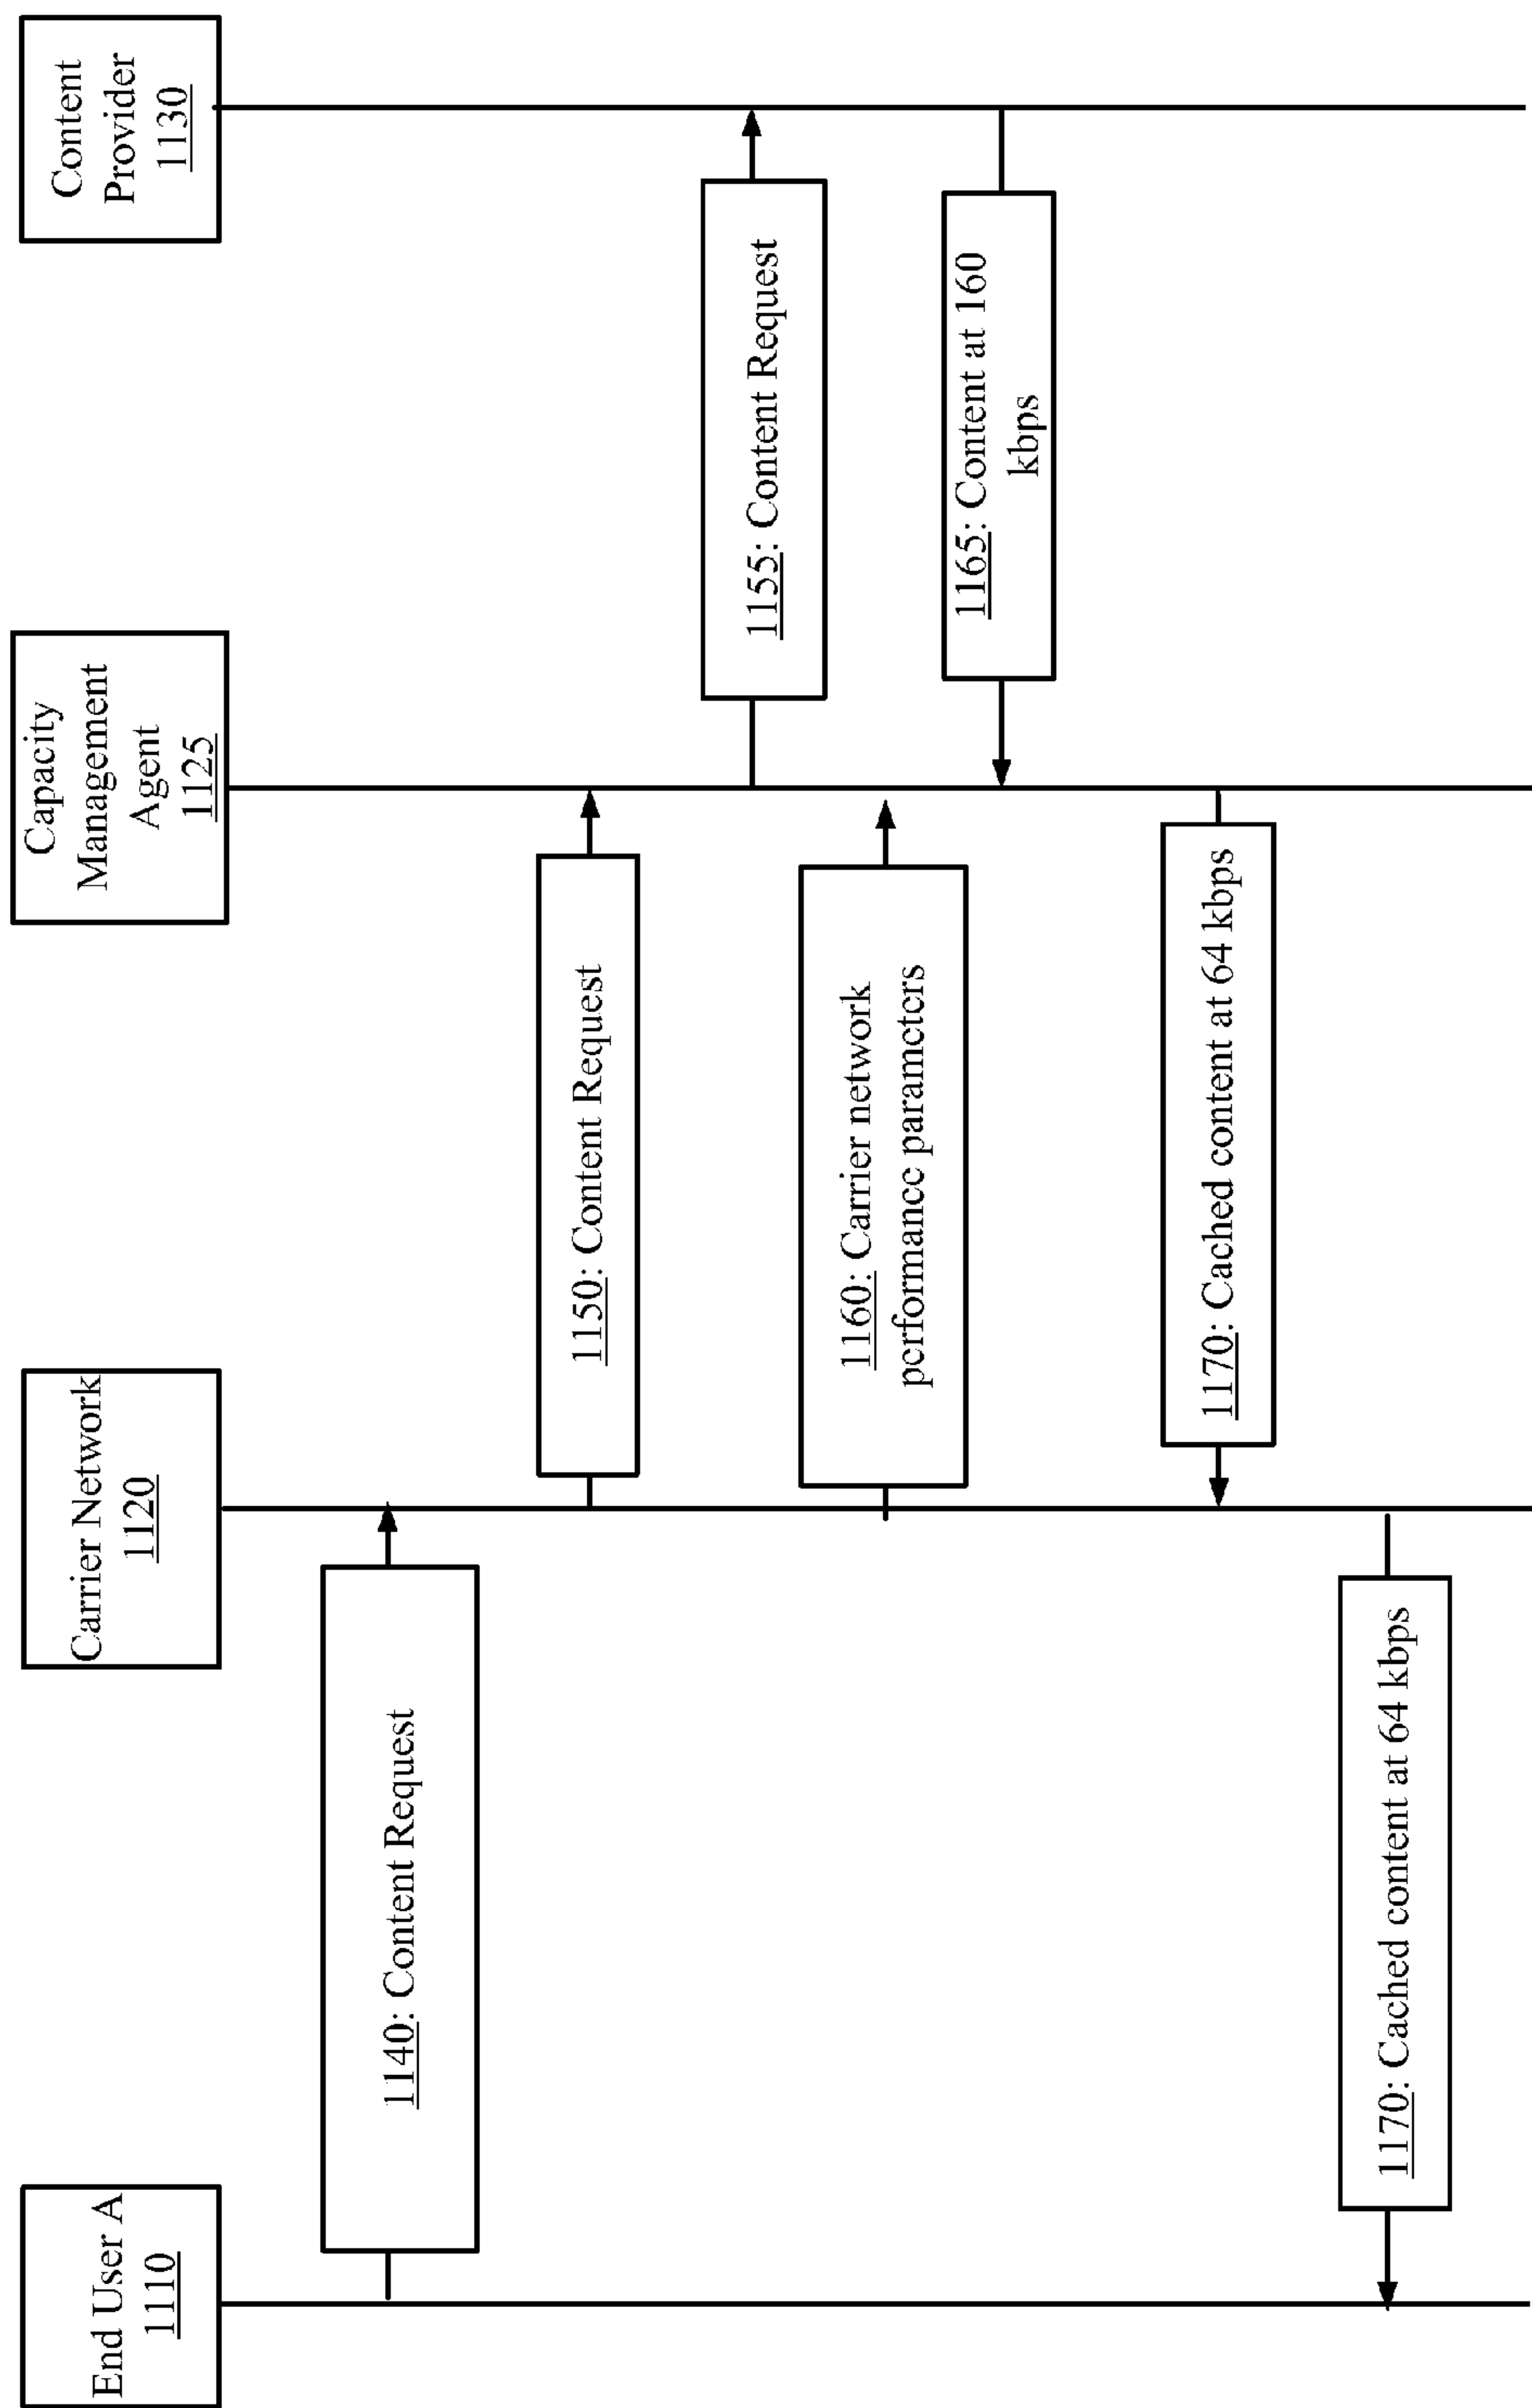 End User A
1110
Carrier Network
1120
Capacity
Management
Agent
1125
Content
Provider
1130
1140: Content Request
1150: Content Request
1155: Content Request
1160: Carrier network
performance parameters
1165: Content at 160
kbps
1170: Cached content at 64 kbps
1170: Cached content at 64 kbps